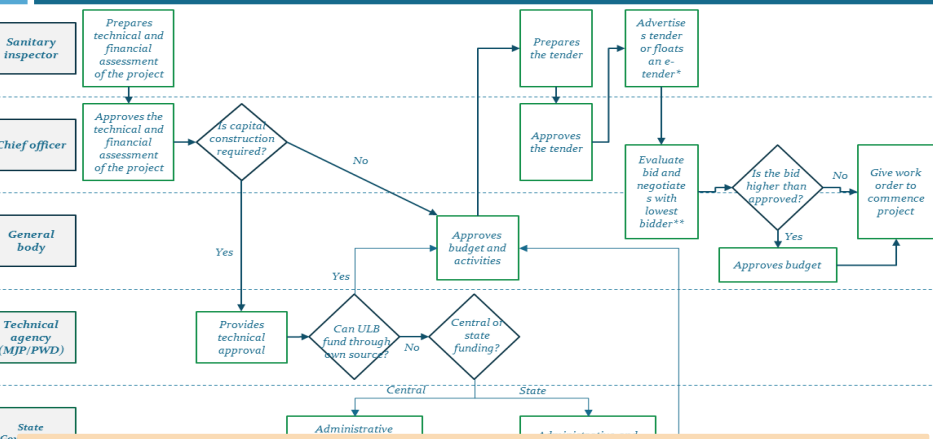 Sanitary
inspector
Prepares
technical and
financial
assessment
of the project
Prepares
the tender
Advertise
s tender
or floats
an e-
tender*
Chief officer
Approves the
technical and
financial
assessment
of the project
Is capital
construction
required?
No
Approves
the tender
Evaluate
bid and
negotiate
s with
lowest
bidder**
Is the bid
higher than
approved?
No
Give work
order to
commence
project
General
body
Yes
Approves
budget and
activities
Yes
Approves budget
Yes
Technical
agency
(MJP/PWD)
Provides
technical
approval
Can ULB
fund through
own source?
No
Central or
state
funding?
Central
State
State
Administrative